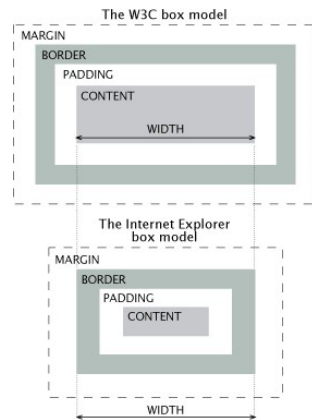 The W3C box model
MARGIN
BORDER
PADDING
CONTENT
WIDTH
The Internet Explorer
box model
MARGIN
BORDER
PADDING
CONTENT
WIDTH